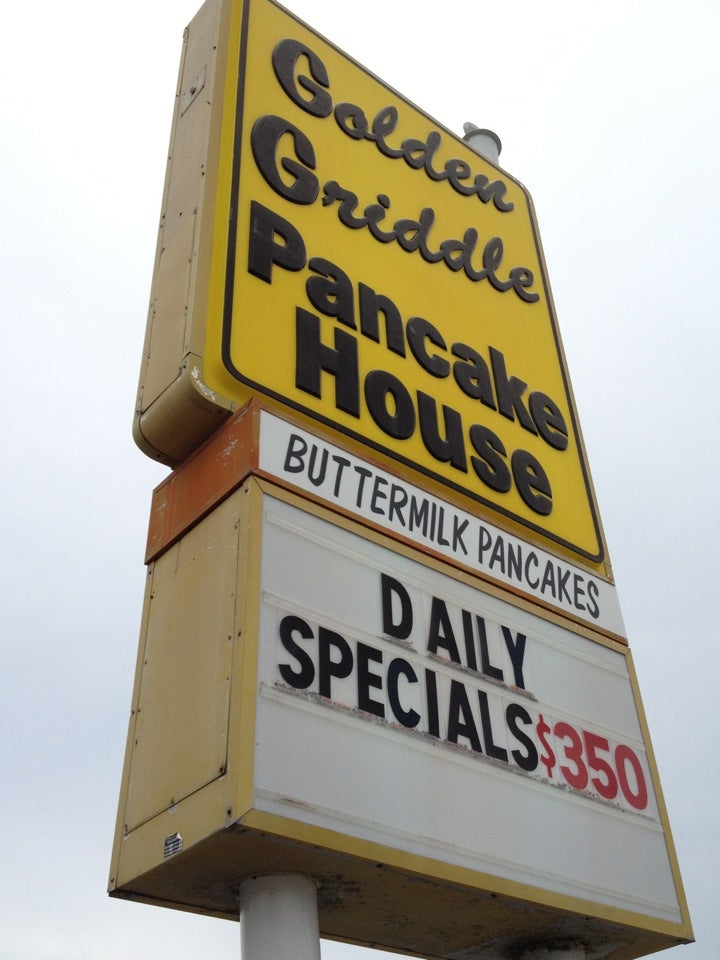 Golden
Griddle
Pancake
House
BUTTERMILK PANCAKES
DAILY
SPECIALS $350